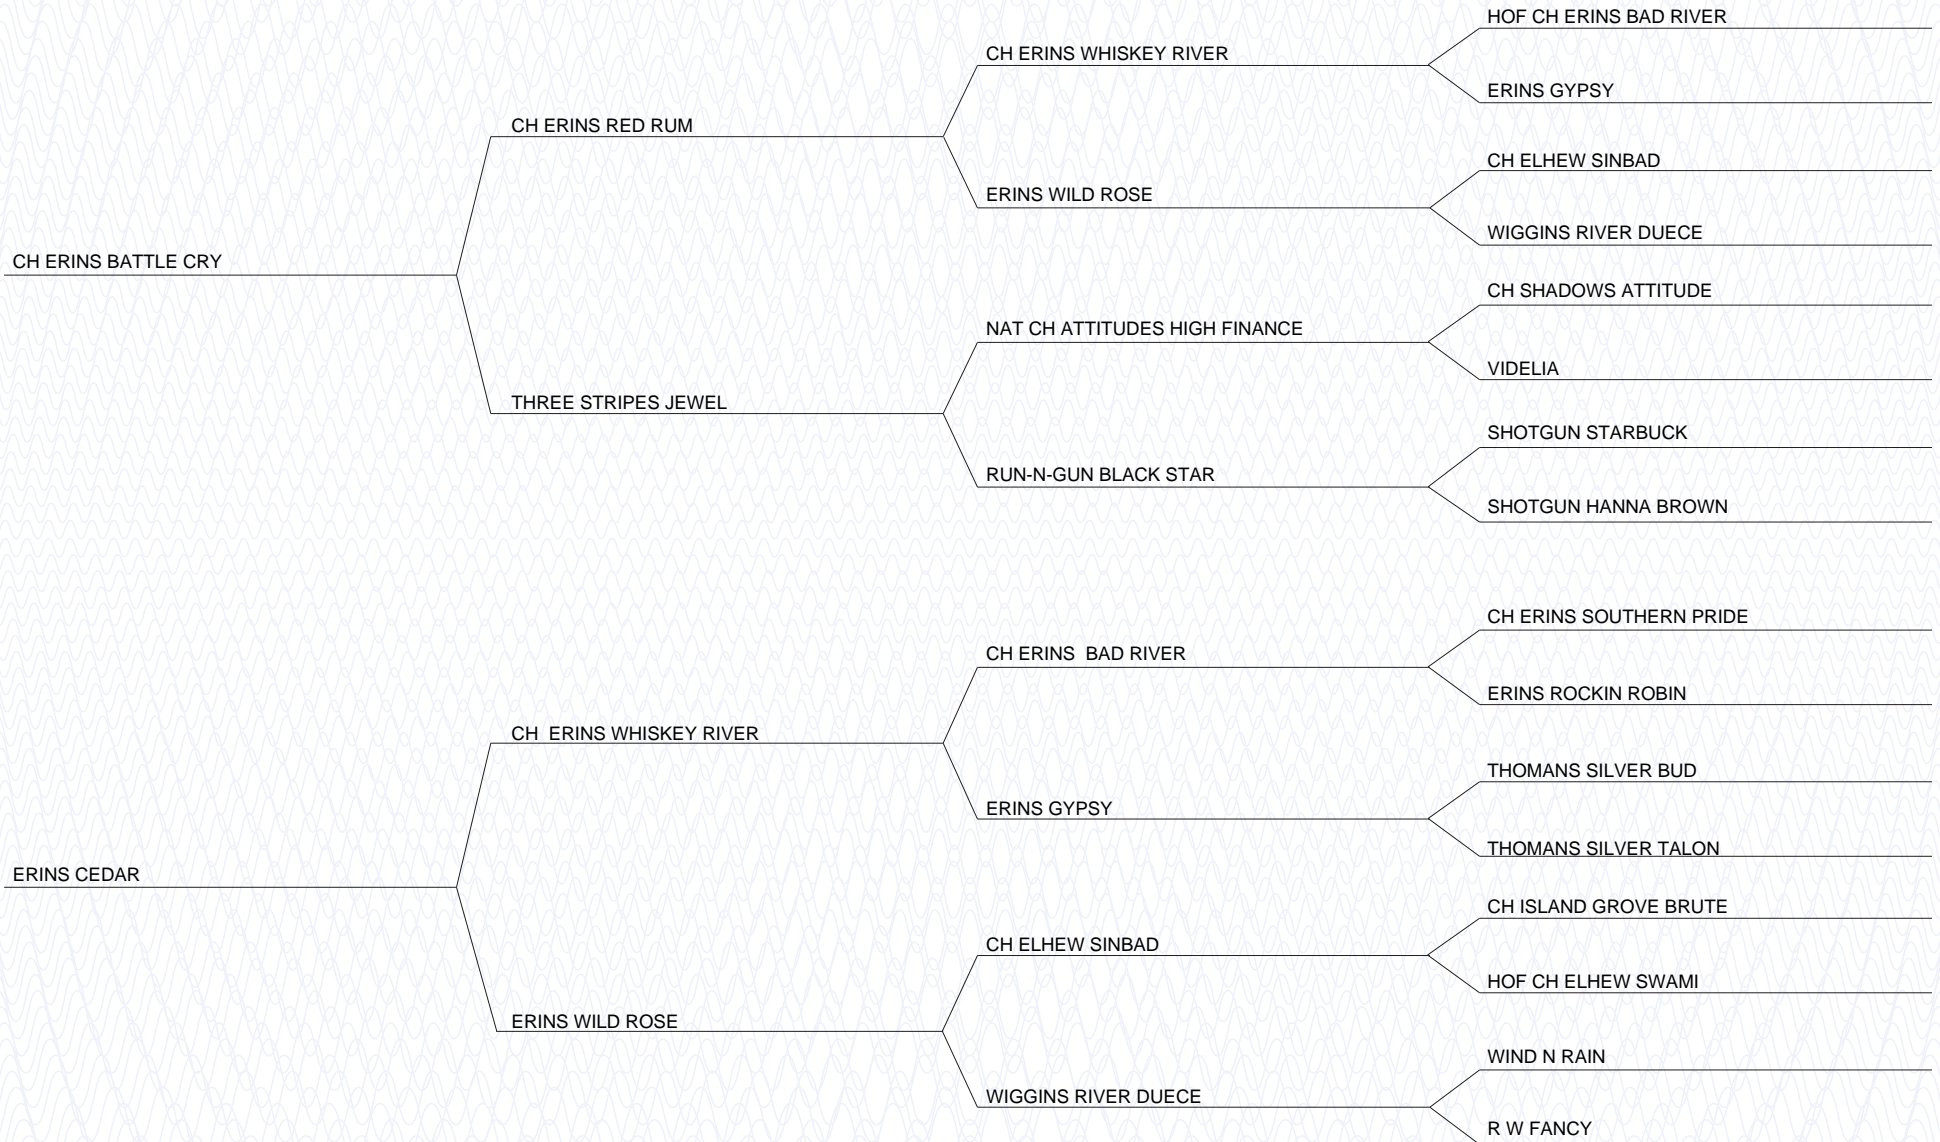 HOF CH ERINS BAD RIVER
CH ERINS WHISKEY RIVER
ERINS GYPSY
CH ERINS RED RUM
CH ELHEW SINBAD
ERINS WILD ROSE
WIGGINS RIVER DUECE
CH ERINS BATTLE CRY
CH SHADOWS ATTITUDE
NAT CH ATTITUDES HIGH FINANCE
VIDELIA
THREE STRIPES JEWEL
SHOTGUN STARBUCK
RUN-N-GUN BLACK STAR
SHOTGUN HANNA BROWN
CH ERINS SOUTHERN PRIDE
CH ERINS  BAD RIVER
ERINS ROCKIN ROBIN
CH  ERINS WHISKEY RIVER
THOMANS SILVER BUD
ERINS GYPSY
THOMANS SILVER TALON
ERINS CEDAR
CH ISLAND GROVE BRUTE
CH ELHEW SINBAD
HOF CH ELHEW SWAMI
ERINS WILD ROSE
WIND N RAIN
WIGGINS RIVER DUECE
R W FANCY